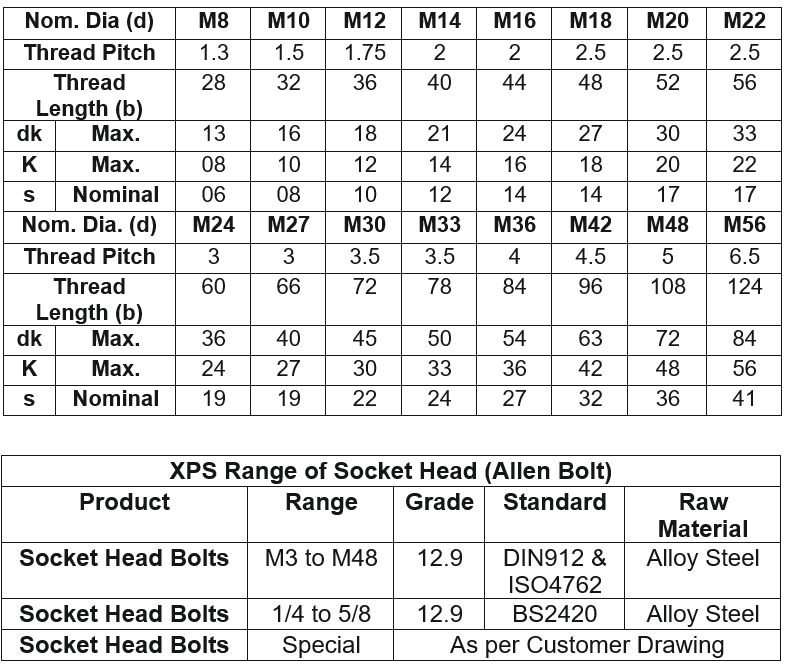 Nom. Dia (d) M8 M10 M12 M14 M16 M18 M20 M22
Thread Pitch 1.3 1.5 1.75 2 2 2.5 2.5 2.5
Thread 28 32 36 40 44 48 52 56
Length (b)
dk Max. 13 16 18 21 24 27 30 33
K Max. 08 10 12 14 16 18 20 22
s Nominal 06 08 10 12 14 14 17 17
Nom. Dia. (d) M24 M27 M30 M33 M36 M42 M48 M56
Thread Pitch 3 3 3.5 3.5 4 4.5 5 6.5
Thread 60 66 72 78 84 96 108 124
Length (b)
dk Max. 36 40 45 50 54 63 72 84
K Max. 24 27 30 33 36 42 48 56
s Nominal 19 19 22 24 27 32 36 41
XPS Range of Socket Head (Allen Bolt)
Product Range Grade Standard Raw
Material
Socket Head Bolts M3 to M48 12.9 DIN912 & Alloy Steel
ISO4762
Socket Head Bolts 1/4 to 5/8 12.9 BS2420 Alloy Steel
Socket Head Bolts Special As per Customer Drawing